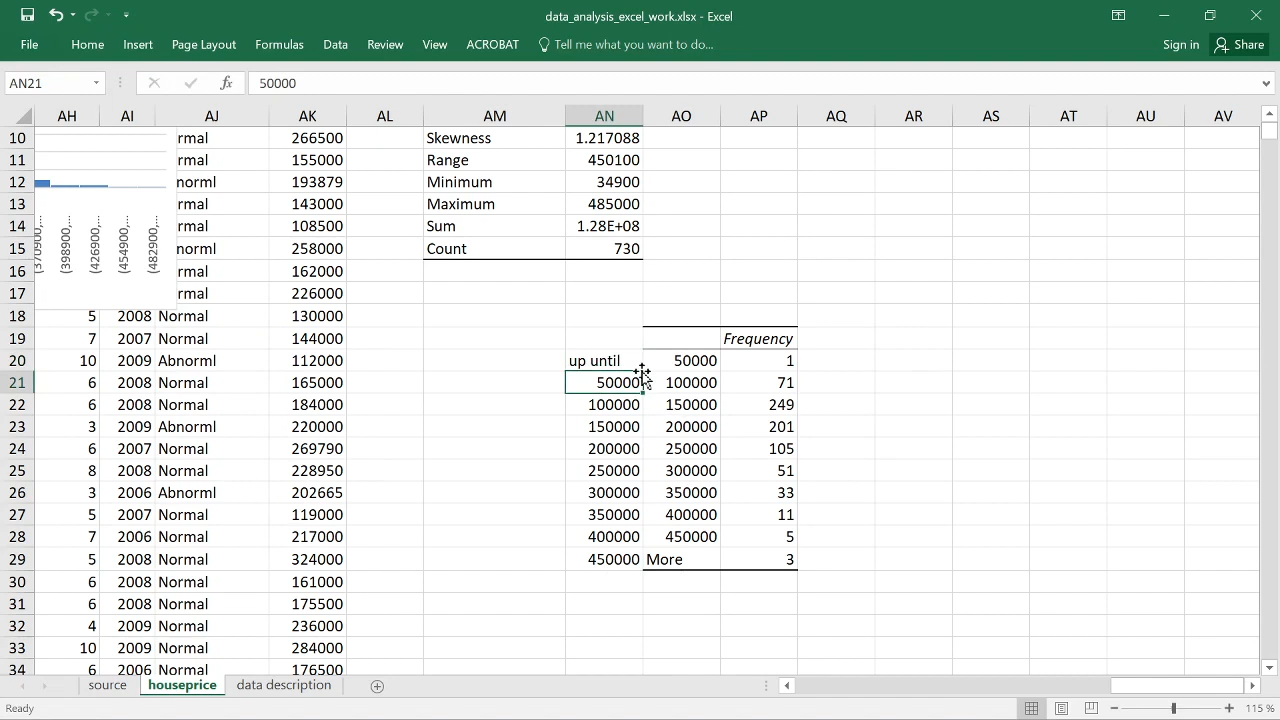 data_analysis_excel_work.xlsx - Excel
File Home Insert Page Layout Formulas Data Review View ACROBAT Tell me what you want to do... Sign in Share
AN21 fx 50000
AH AI AJ AK AL AM AN AO AP AQ AR AS AT AU AV
10 rmal 266500 Skewness 1.217088
11 rmal 155000 Range 450100
12 norml 193879 Minimum 34900
13 rmal 143000 Maximum 485000
14 rmal 108500 Sum 1.28E+08
15 norml 258000 Count 730
(370900,... (398900,... (426900,... (454900,... (482900,...
16 rmal 162000
17 rmal 226000
18 5 2008 Normal 130000
19 7 2007 Normal 144000 Frequency
20 10 2009 Abnorml 112000 up until 50000 1
21 6 2008 Normal 165000 50000 100000 71
22 6 2008 Normal 184000 100000 150000 249
23 3 2009 Abnorml 220000 150000 200000 201
24 6 2007 Normal 269790 200000 250000 105
25 8 2008 Normal 228950 250000 300000 51
26 3 2006 Abnorml 202665 300000 350000 33
27 5 2007 Normal 119000 350000 400000 11
28 7 2006 Normal 217000 400000 450000 5
29 5 2008 Normal 324000 450000 More 3
30 6 2008 Normal 161000
31 6 2008 Normal 175500
32 4 2009 Normal 236000
33 10 2009 Normal 284000
34 6 2006 Normal 176500
source houseprice data description
Ready 115 %